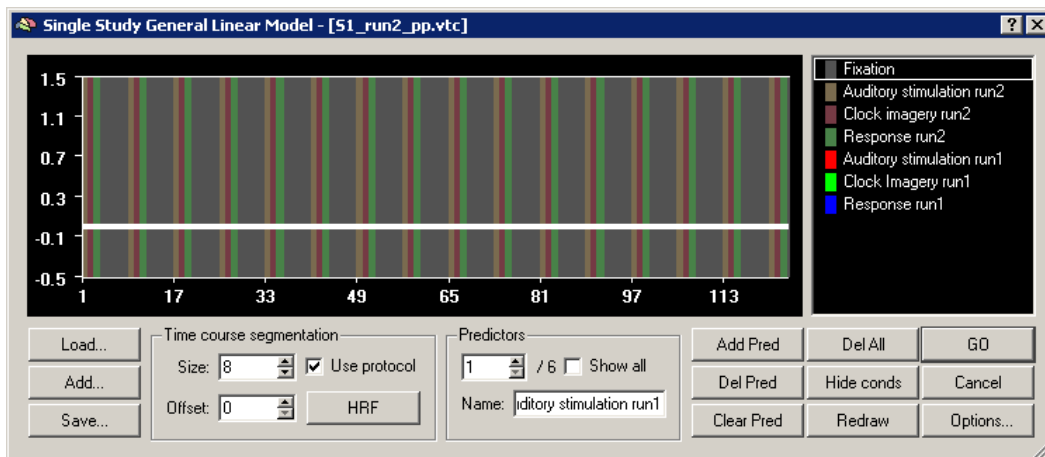 Single Study General Linear Model - [S1_run2_pp.vtc]
1.5
1.1
0.7
0.3
-0.1
-0.5
1 17 33 49 65 81 97 113
Fixation
Auditory stimulation run2
Clock imagery run2
Response run2
Auditory stimulation run1
Clock Imagery run1
Response run1
Load...
Add...
Save...
Time course segmentation
Size: 8 Use protocol
Offset: 0 HRF
Predictors
1 / 6 Show all
Name: uditory stimulation run1
Add Pred Del All GO
Del Pred Hide conds Cancel
Clear Pred Redraw Options...